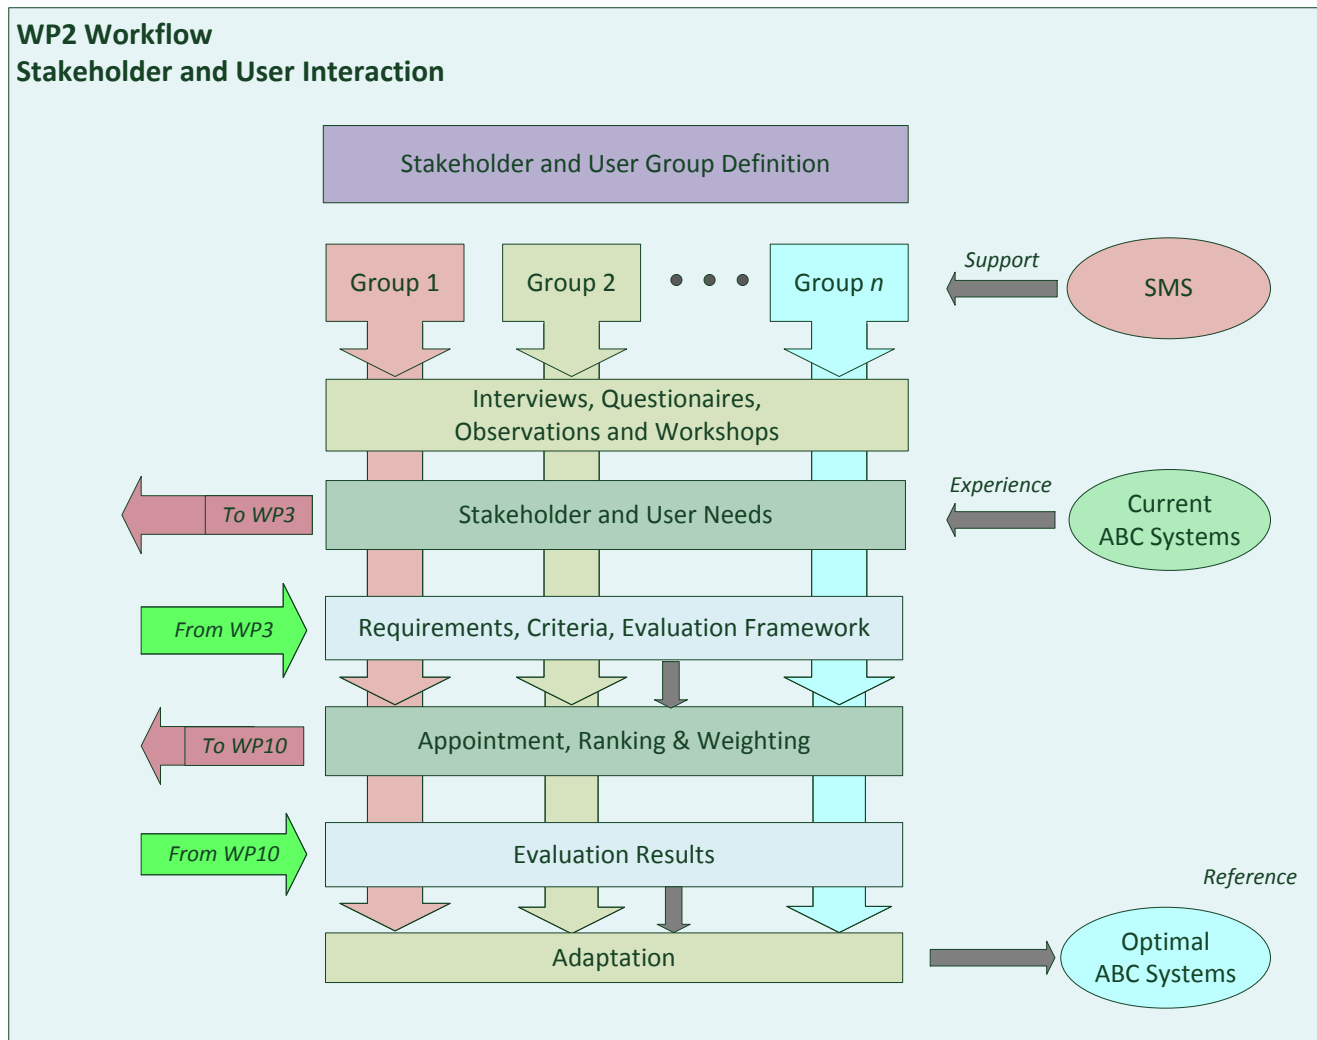 WP2 Workflow
Stakeholder and User Interaction
Stakeholder and User Group Definition
Group 1
Group 2
Group n
Support
SMS
Interviews, Questionaires,
Observations and Workshops
To WP3
Stakeholder and User Needs
Experience
Current
ABC Systems
From WP3
Requirements, Criteria, Evaluation Framework
To WP10
Appointment, Ranking & Weighting
From WP10
Evaluation Results
Reference
Adaptation
Optimal
ABC Systems